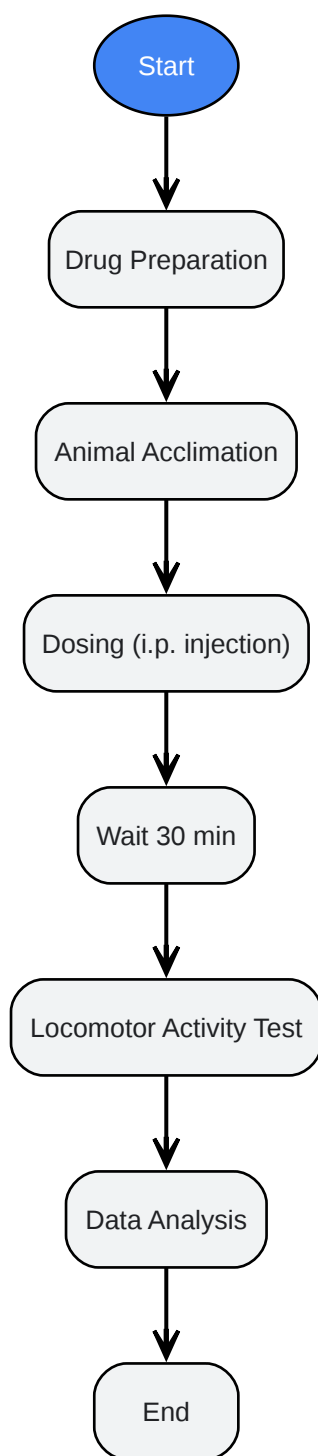 Start
Drug Preparation
Animal Acclimation
Dosing (i.p. injection)
Wait 30 min
Locomotor Activity Test
Data Analysis
End